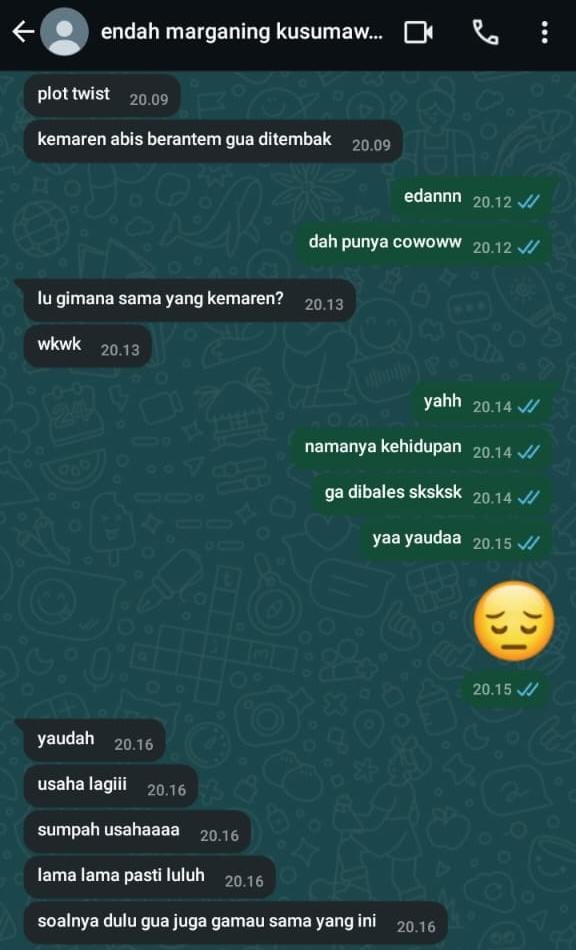 endah marganing kusumaw...
plot twist 20.09
kemaren abis berantem gua ditembak 20.09
edannn 20.12
dah punya cowoww 20.12
lu gimana sama yang kemaren? 20.13
wkwk 20.13
yahh 20.14
namanya kehidupan 20.14
ga dibales sksksk 20.14
yaa yaudaa 20.15
20.15
yaudah 20.16
usaha lagiii 20.16
sumpah usahaaaa 20.16
lama lama pasti luluh 20.16
soalnya dulu gua juga gamau sama yang ini 20.16